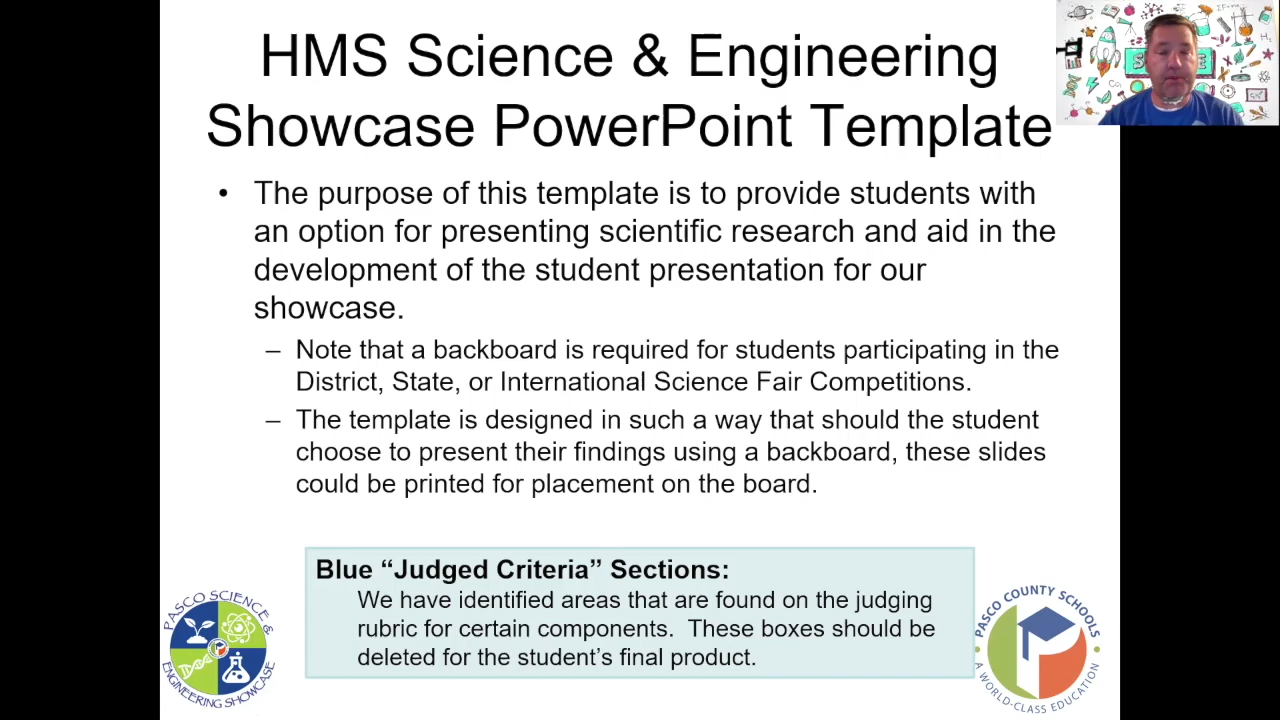 HMS Science & Engineering
Showcase PowerPoint Template
• The purpose of this template is to provide students with
an option for presenting scientific research and aid in the
development of the student presentation for our
showcase.
– Note that a backboard is required for students participating in the
District, State, or International Science Fair Competitions.
– The template is designed in such a way that should the student
choose to present their findings using a backboard, these slides
could be printed for placement on the board.
Blue “Judged Criteria” Sections:
We have identified areas that are found on the judging
rubric for certain components.  These boxes should be
deleted for the student’s final product.
PASCO SCIENCE &
ENGINEERING SHOWCASE
PASCO COUNTY SCHOOLS
A WORLD-CLASS EDUCATION